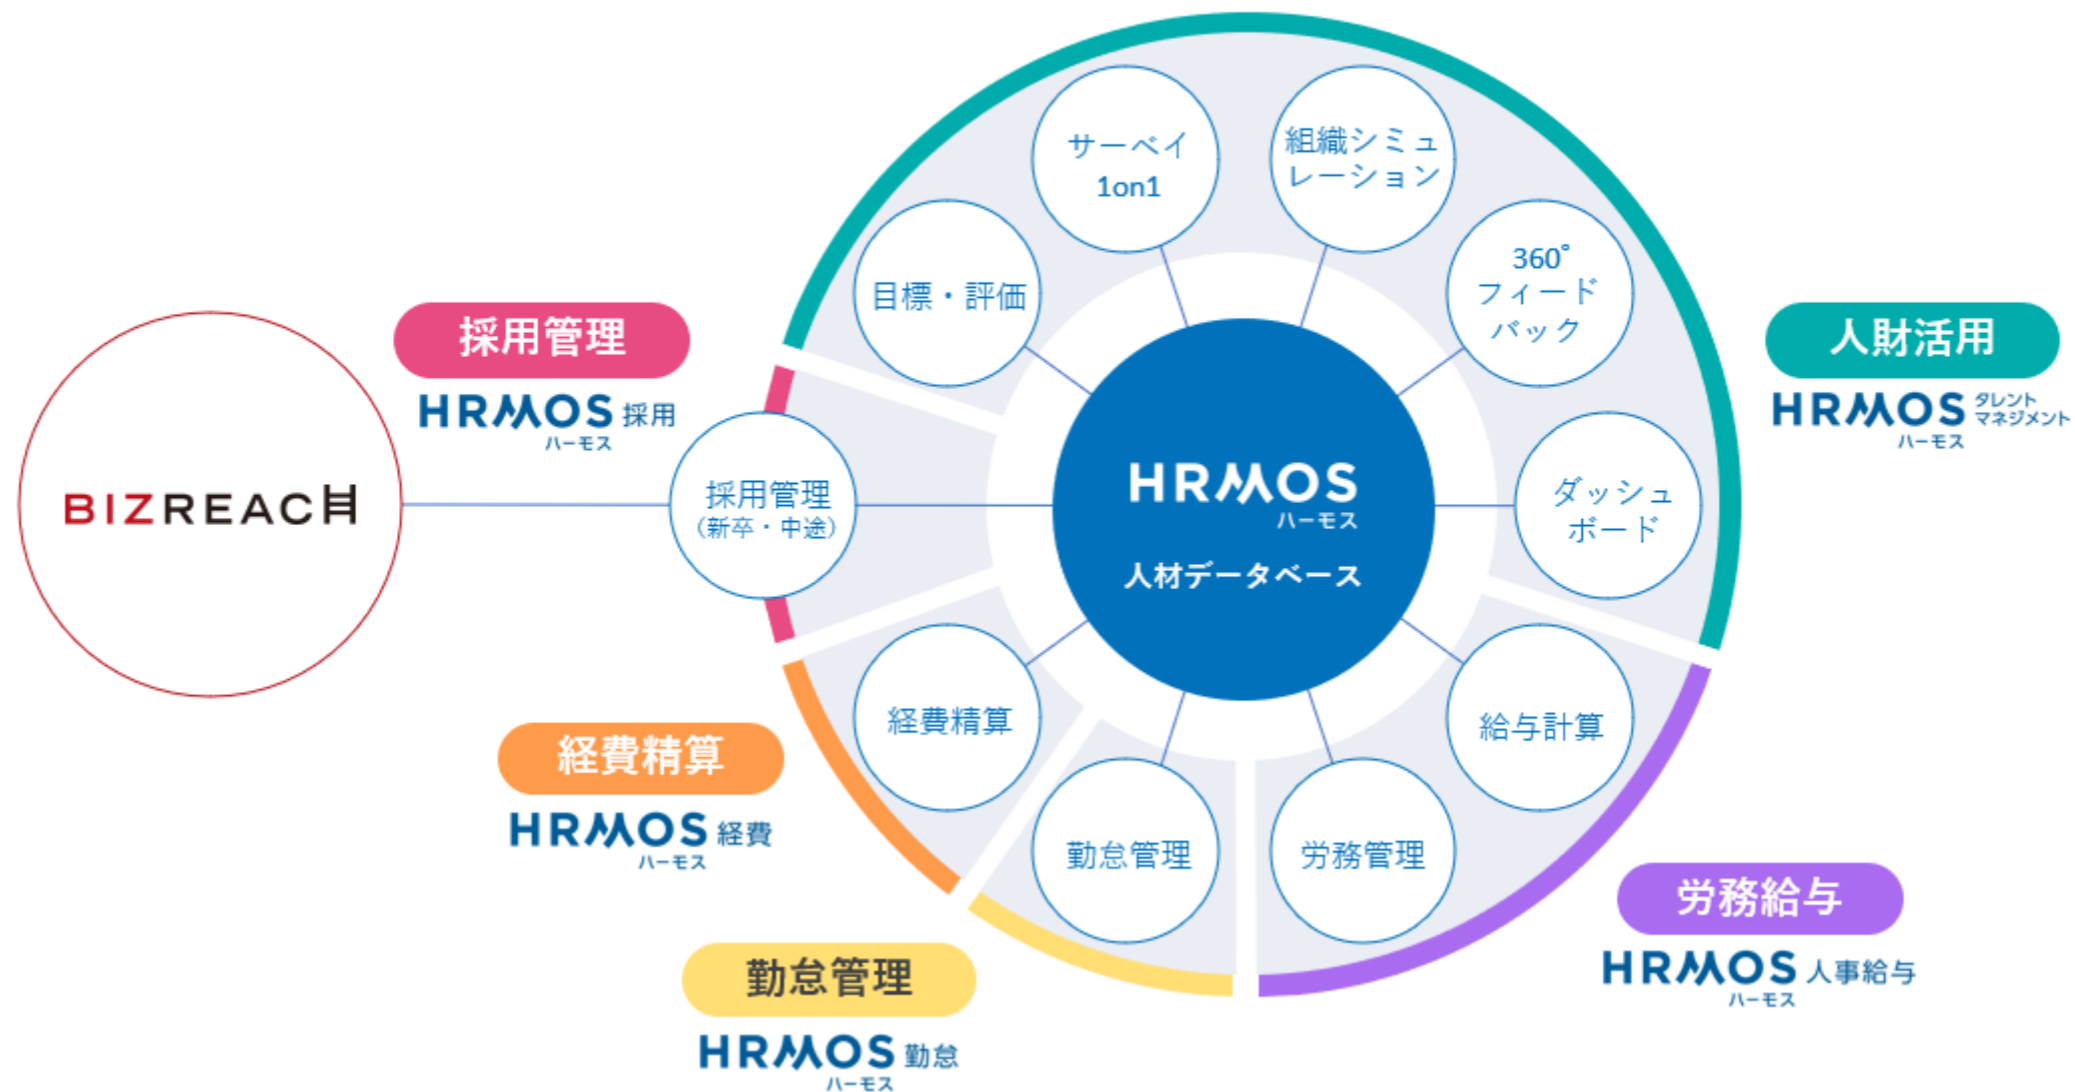 サーベイ
1on1
組織シミュ
レーション
目標・評価
360°
フィード
バック
採用管理
HRMOS 採用
ハーモス
人財活用
HRMOS タレント
マネジメント
ハーモス
BIZREACH
採用管理
(新卒・中途)
HRMOS
ハーモス
人材データベース
ダッシュ
ボード
経費精算
給与計算
経費精算
HRMOS 経費
ハーモス
勤怠管理
労務管理
労務給与
HRMOS 人事給与
ハーモス
勤怠管理
HRMOS 勤怠
ハーモス